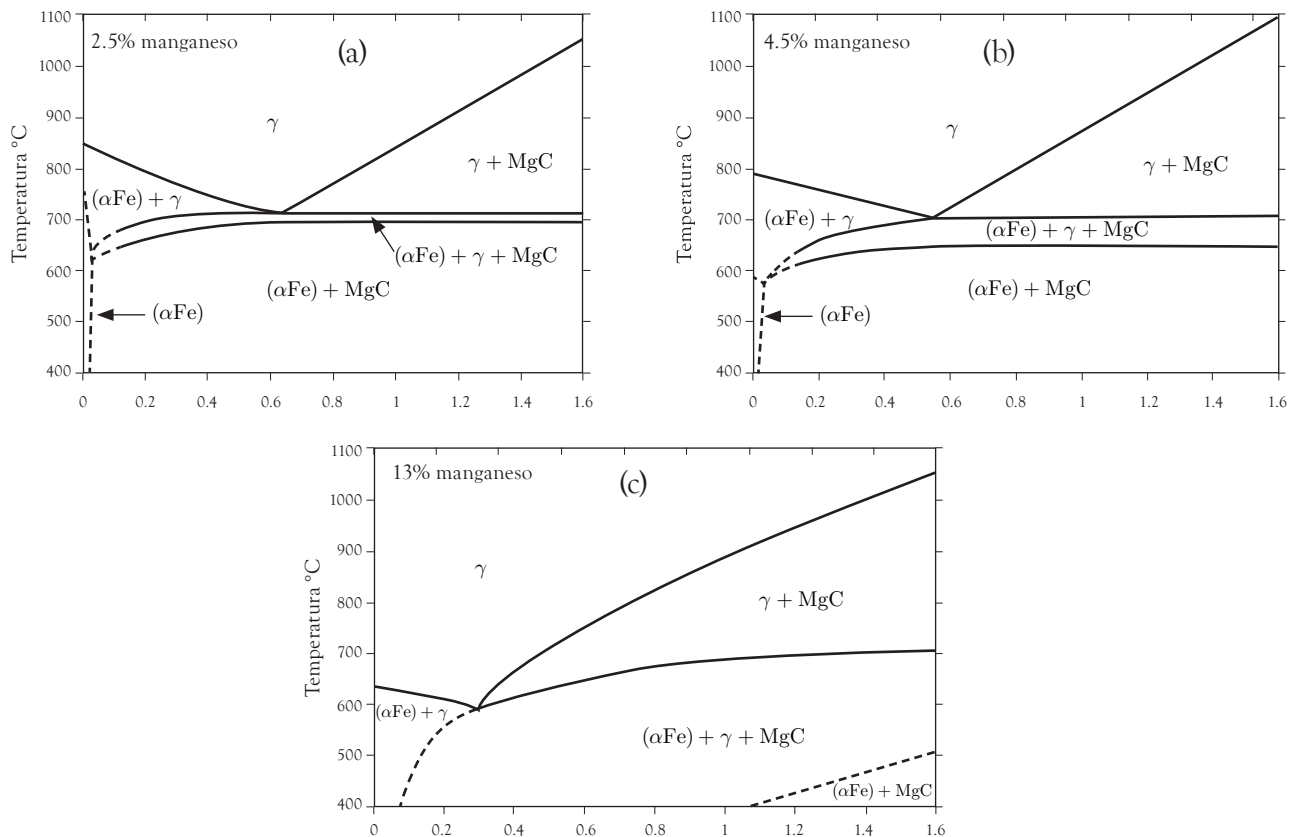 2.5% manganeso
(a)
Temperatura °C
1100
1000
900
800
700
600
500
400
γ
γ + MgC
(αFe) + γ
(αFe) + γ + MgC
(αFe) + MgC
(αFe)
0 0.2 0.4 0.6 0.8 1 1.2 1.4 1.6
4.5% manganeso
(b)
Temperatura °C
1100
1000
900
800
700
600
500
400
γ
γ + MgC
(αFe) + γ
(αFe) + γ + MgC
(αFe) + MgC
(αFe)
0 0.2 0.4 0.6 0.8 1 1.2 1.4 1.6
13% manganeso
(c)
Temperatura °C
1100
1000
900
800
700
600
500
400
γ
γ + MgC
(αFe) + γ
(αFe) + γ + MgC
(αFe) + MgC
0 0.2 0.4 0.6 0.8 1 1.2 1.4 1.6